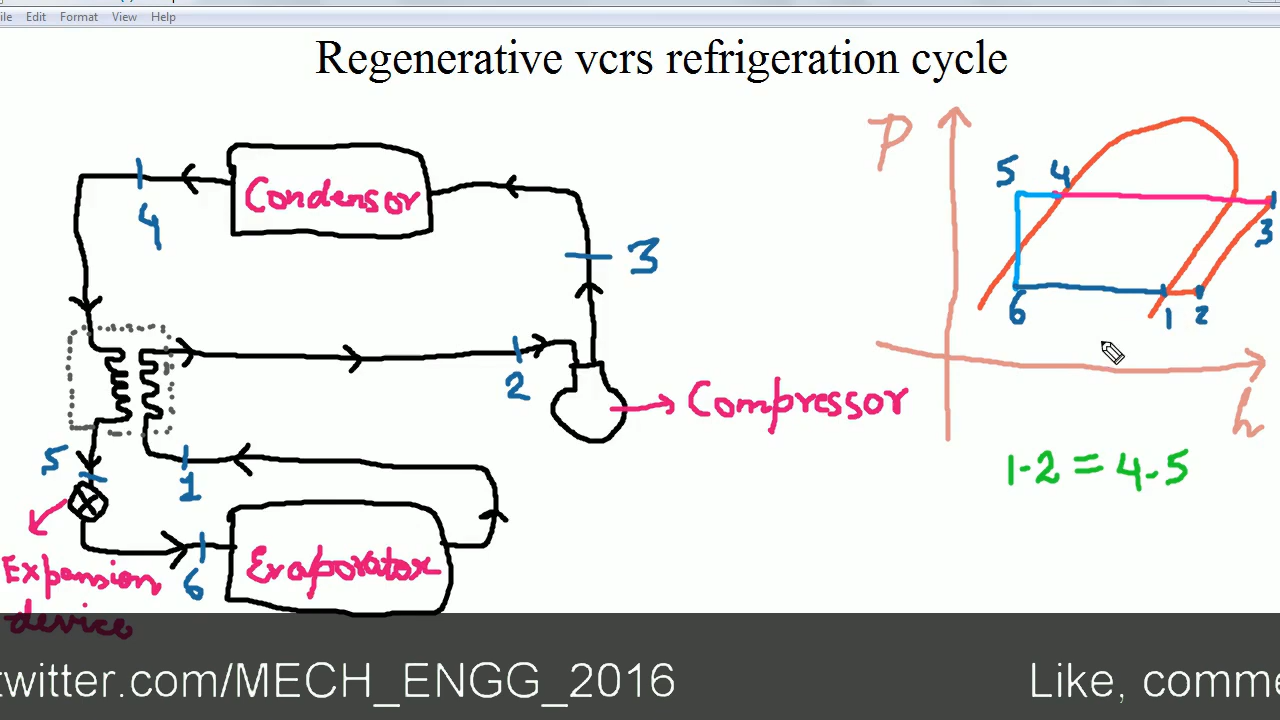 ile Edit Format View Help
Regenerative vcrs refrigeration cycle
Condensor
4
3
2
Compressor
5
1
6
Evaporator
Expansion
device
P
5 4
3
6 1 2
h
1-2 = 4-5
twitter.com/MECH_ENGG_2016
Like, comme